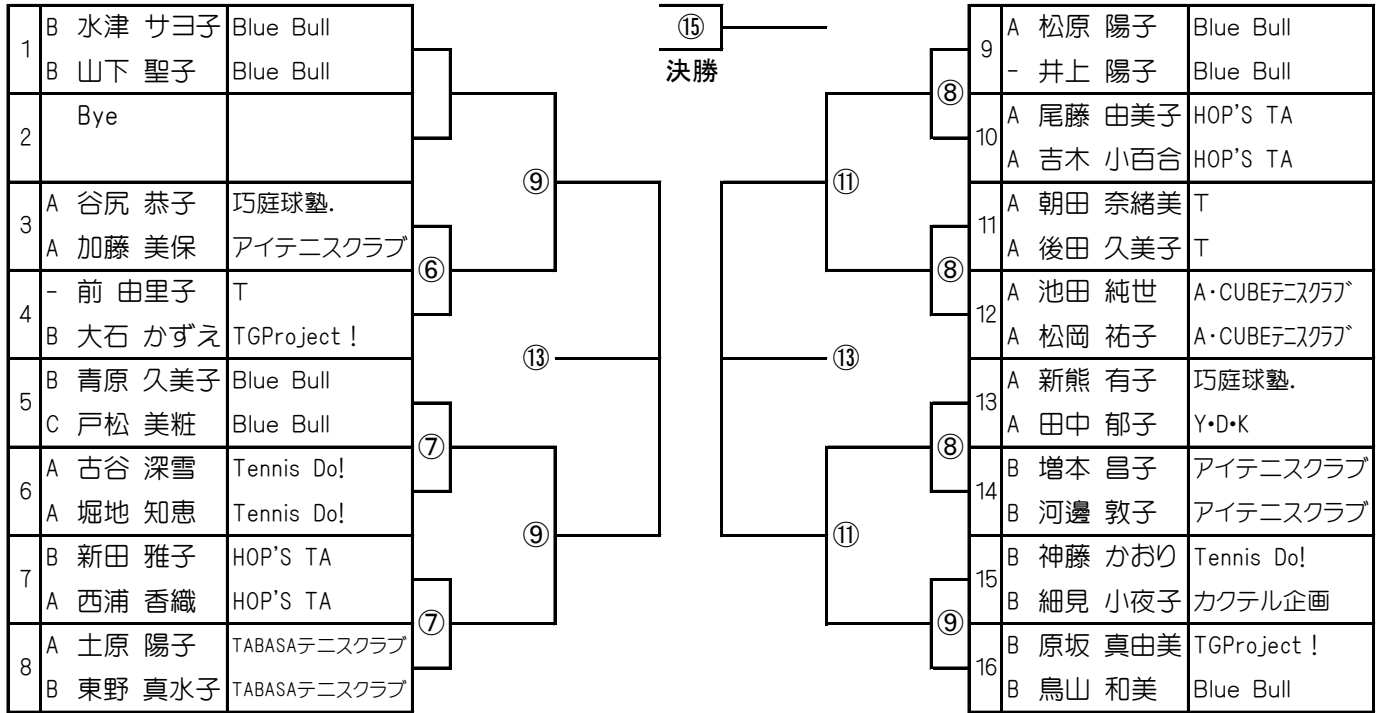 1 B 水津 サヨ子 Blue Bull
B 山下 聖子 Blue Bull
2 Bye
3 A 谷尻 恭子 巧庭球塾.
A 加藤 美保 アイテニスクラブ
4 - 前 由里子 T
B 大石 かずえ TGProject!
5 B 青原 久美子 Blue Bull
C 戸松 美粧 Blue Bull
6 A 古谷 深雪 Tennis Do!
A 堀地 知恵 Tennis Do!
7 B 新田 雅子 HOP'S TA
A 西浦 香織 HOP'S TA
8 A 土原 陽子 TABASAテニスクラブ
B 東野 真水子 TABASAテニスクラブ
⑥
⑦
⑦
⑨
⑨
⑬
⑮
決勝
⑬
⑪
⑪
⑧
⑧
⑧
⑨
9 A 松原 陽子 Blue Bull
- 井上 陽子 Blue Bull
10 A 尾藤 由美子 HOP'S TA
A 吉木 小百合 HOP'S TA
11 A 朝田 奈緒美 T
A 後田 久美子 T
12 A 池田 純世 A・CUBEテニスクラブ
A 松岡 祐子 A・CUBEテニスクラブ
13 A 新熊 有子 巧庭球塾.
A 田中 郁子 Y・D・K
14 B 増本 昌子 アイテニスクラブ
B 河邊 敦子 アイテニスクラブ
15 B 神藤 かおり Tennis Do!
B 細見 小夜子 カクテル企画
16 B 原坂 真由美 TGProject!
B 鳥山 和美 Blue Bull